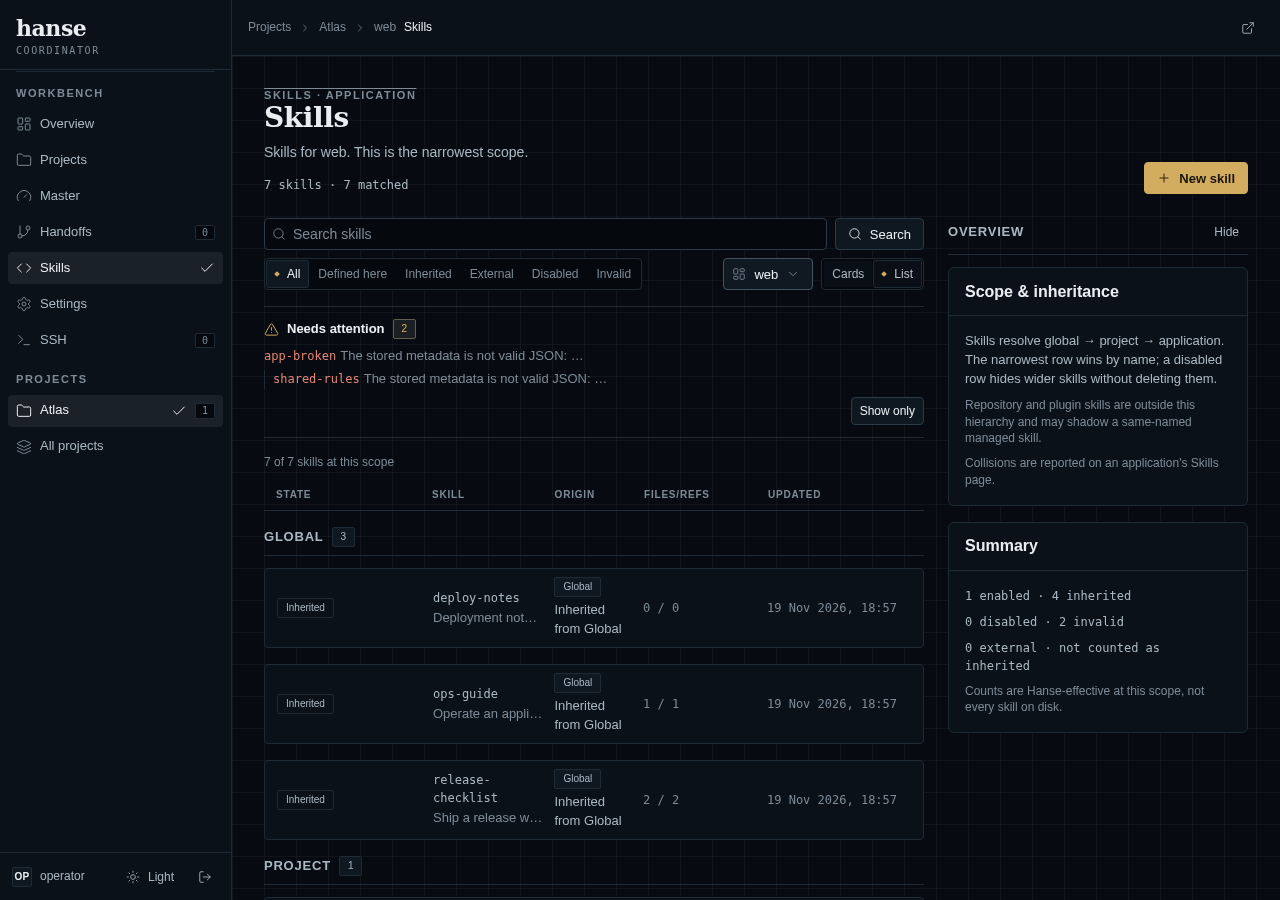 hanse
COORDINATOR
WORKBENCH
Overview
Projects
Master
Handoffs 0
Skills
Settings
SSH 0
PROJECTS
Atlas 1
All projects
OP operator Light
Projects Atlas web Skills
SKILLS · APPLICATION
Skills
Skills for web. This is the narrowest scope.
7 skills · 7 matched
New skill
Search skills Search
All Defined here Inherited External Disabled Invalid web Cards List
Needs attention 2
app-broken The stored metadata is not valid JSON: …
shared-rules The stored metadata is not valid JSON: …
Show only
7 of 7 skills at this scope
STATE SKILL ORIGIN FILES/REFS UPDATED
GLOBAL 3
Inherited deploy-notes Deployment not… Global Inherited from Global 0 / 0 19 Nov 2026, 18:57
Inherited ops-guide Operate an appli… Global Inherited from Global 1 / 1 19 Nov 2026, 18:57
Inherited release-checklist Ship a release w… Global Inherited from Global 2 / 2 19 Nov 2026, 18:57
PROJECT 1
OVERVIEW Hide
Scope & inheritance
Skills resolve global → project → application.
The narrowest row wins by name; a disabled
row hides wider skills without deleting them.
Repository and plugin skills are outside this
hierarchy and may shadow a same-named
managed skill.
Collisions are reported on an application's Skills
page.
Summary
1 enabled · 4 inherited
0 disabled · 2 invalid
0 external · not counted as
inherited
Counts are Hanse-effective at this scope, not
every skill on disk.